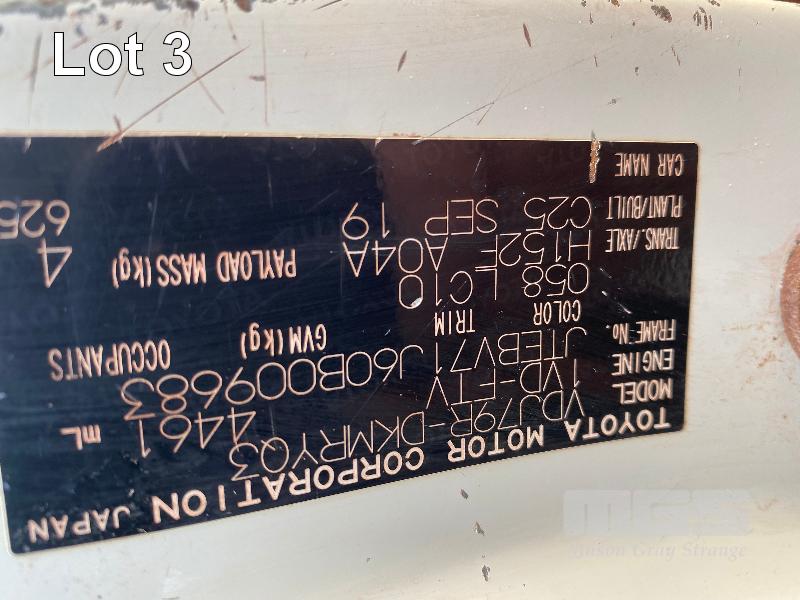 Lot 3
TOYOTA MOTOR CORPORATION JAPAN
MODEL VDJ79R-DKMRYQ3
ENGINE 1VD-FTV 4461 mL
FRAME No. JTEBV71J60B009683
COLOR TRIM GVM(kg) OCCUPANTS
058 LC10
TRANS./AXLE H152F A04A PAYLOAD MASS(kg) 4
PLANT/BUILT C25 SEP 19 625
CAR NAME
MGS
Mason Gray Strange